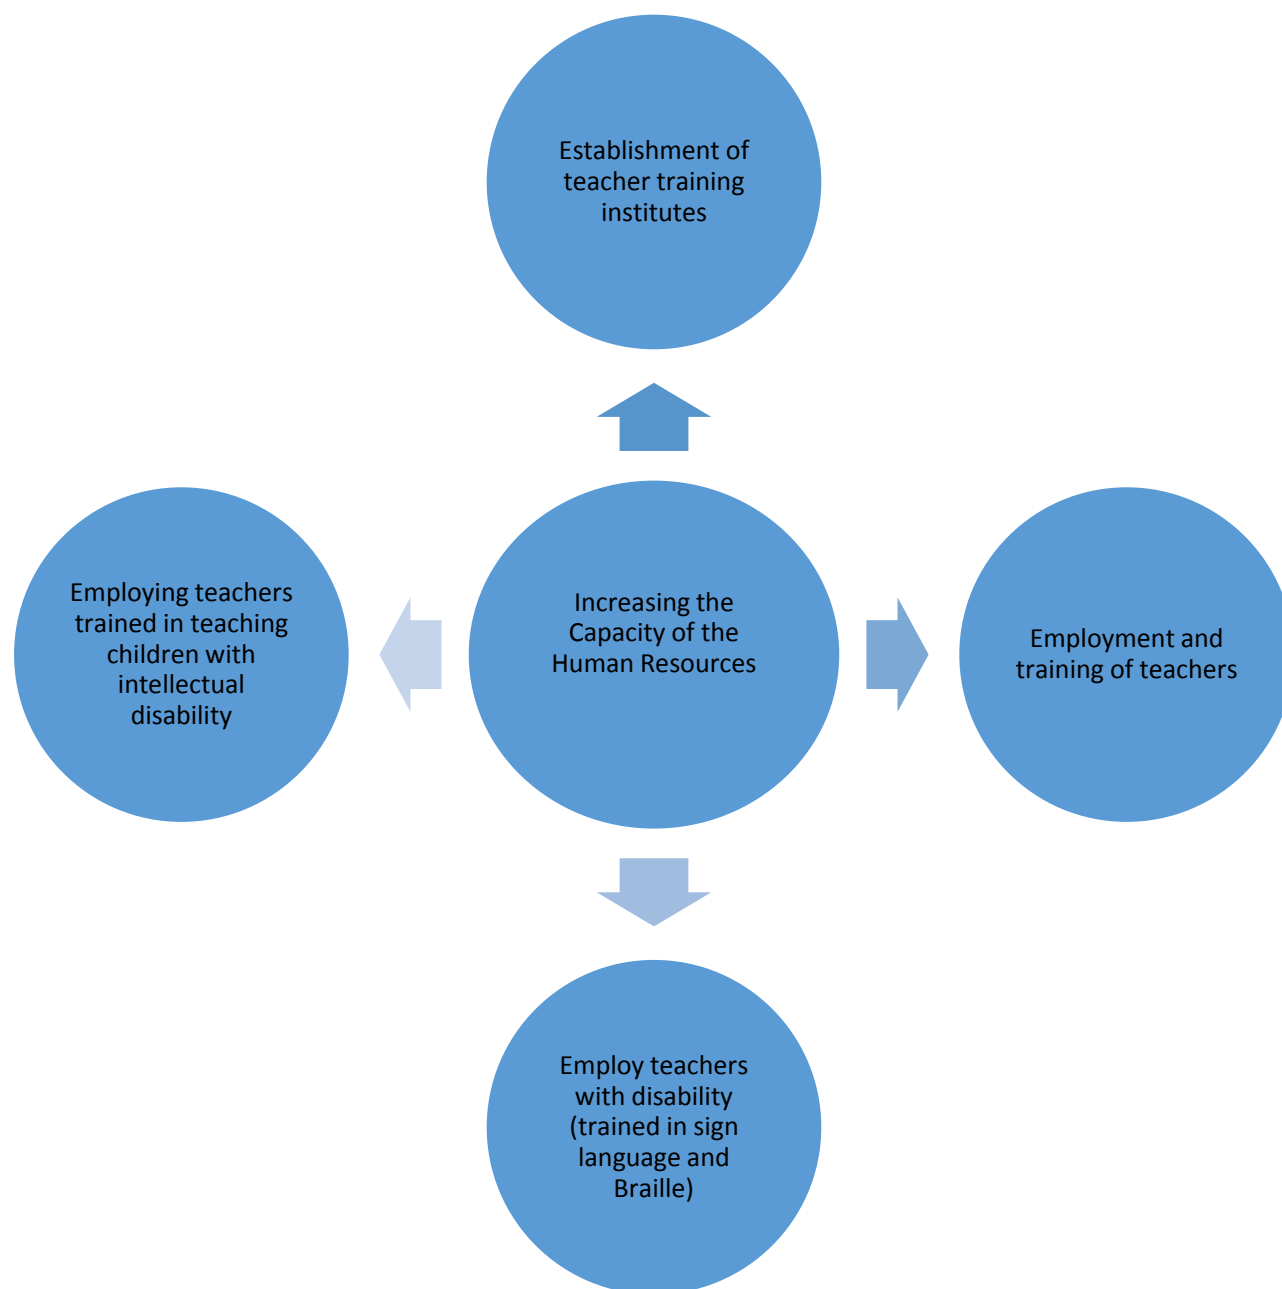 Establishment of
teacher training
institutes
Employing teachers
trained in teaching
children with
intellectual
disability
Increasing the
Capacity of the
Human Resources
Employment and
training of teachers
Employ teachers
with disability
(trained in sign
language and
Braille)